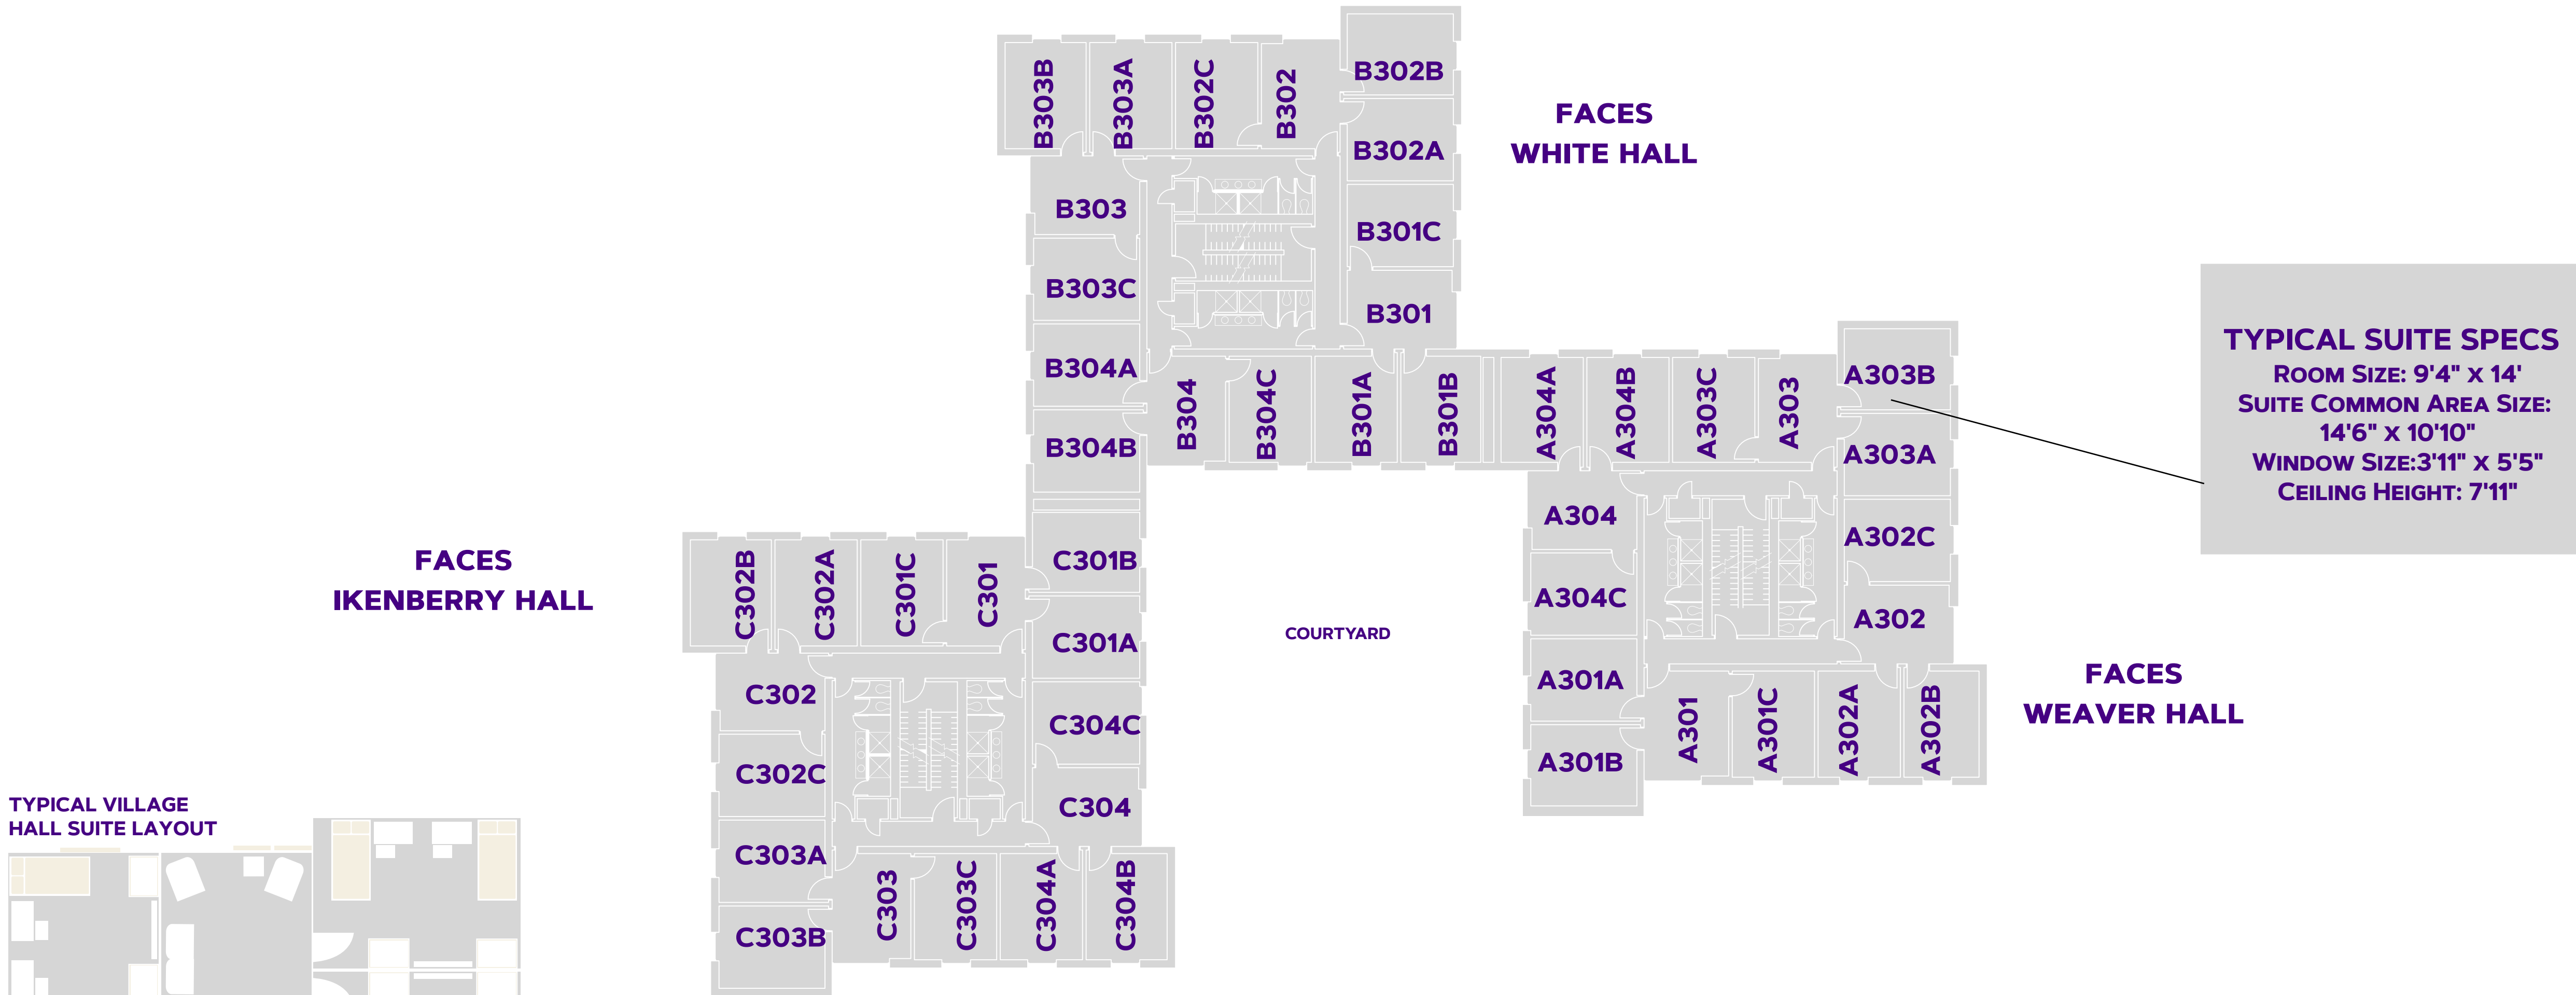 B303B
B303A
B302C
B302
B302B
B302A
B303
B301C
B303C
B301
B304A
B304B
B304
B304C
B301A
B301B
A304A
A304B
A303C
A303
A303B
A303A
A304
A302C
A304C
A302
A301A
A301B
A301
A301C
A302A
A302B
FACES
WHITE HALL
TYPICAL SUITE SPECS
ROOM SIZE: 9'4" X 14'
SUITE COMMON AREA SIZE:
14'6" X 10'10"
WINDOW SIZE:3'11" X 5'5"
CEILING HEIGHT: 7'11"
FACES
IKENBERRY HALL
C302B
C302A
C301C
C301
C301B
C301A
C302
C304C
C302C
C304
C303A
C303B
C303
C303C
C304A
C304B
COURTYARD
FACES
WEAVER HALL
TYPICAL VILLAGE
HALL SUITE LAYOUT